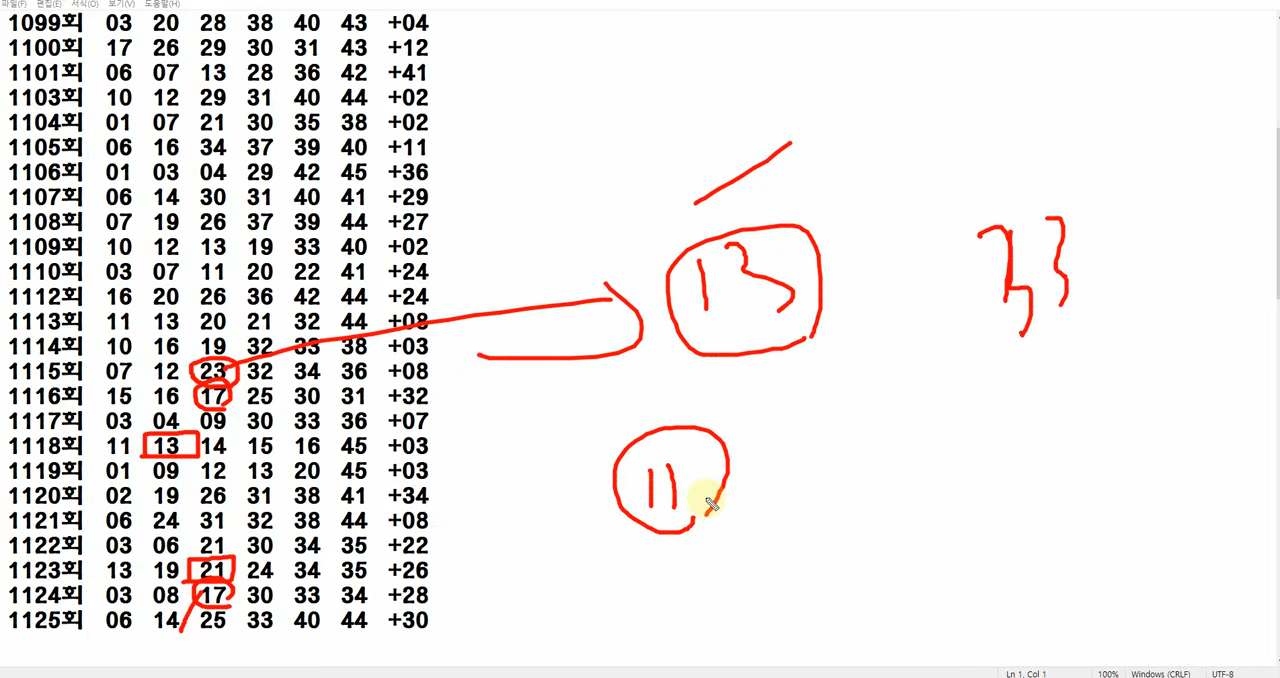 파일(F) 편집(E) 서식(O) 보기(V) 도움말(H)
1099회 03 20 28 38 40 43 +04
1100회 17 26 29 30 31 43 +12
1101회 06 07 13 28 36 42 +41
1103회 10 12 29 31 40 44 +02
1104회 01 07 21 30 35 38 +02
1105회 06 16 34 37 39 40 +11
1106회 01 03 04 29 42 45 +36
1107회 06 14 30 31 40 41 +29
1108회 07 19 26 37 39 44 +27
1109회 10 12 13 19 33 40 +02
1110회 03 07 11 20 22 41 +24
1112회 16 20 26 36 42 44 +24
1113회 11 13 20 21 32 44 +08
1114회 10 16 19 32 33 38 +03
1115회 07 12 23 32 34 36 +08
1116회 15 16 17 25 30 31 +32
1117회 03 04 09 30 33 36 +07
1118회 11 13 14 15 16 45 +03
1119회 01 09 12 13 20 45 +03
1120회 02 19 26 31 38 41 +34
1121회 06 24 31 32 38 44 +08
1122회 03 06 21 30 34 35 +22
1123회 13 19 21 24 34 35 +26
1124회 03 08 17 30 33 34 +28
1125회 06 14 25 33 40 44 +30
13
33
11
Ln 1, Col 1 100% Windows (CRLF) UTF-8